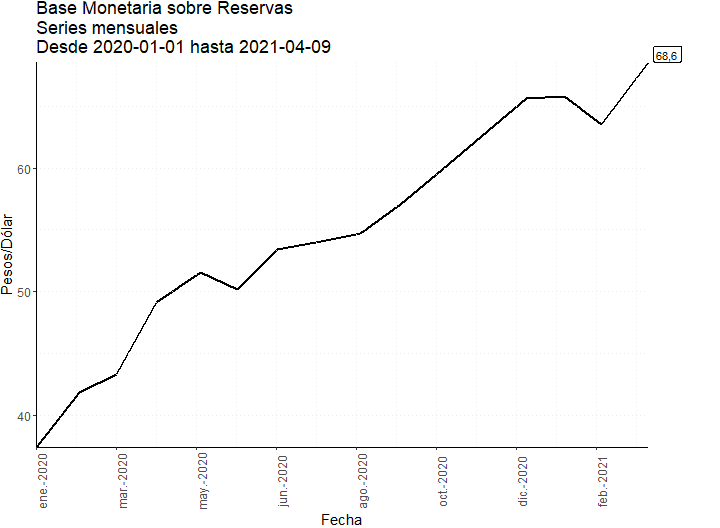 Base Monetaria sobre Reservas
Series mensuales
Desde 2020-01-01 hasta 2021-04-09
68,6
60
50
40
Pesos/Dólar
ene.-2020
mar.-2020
may.-2020
jun.-2020
ago.-2020
oct.-2020
dic.-2020
feb.-2021
Fecha